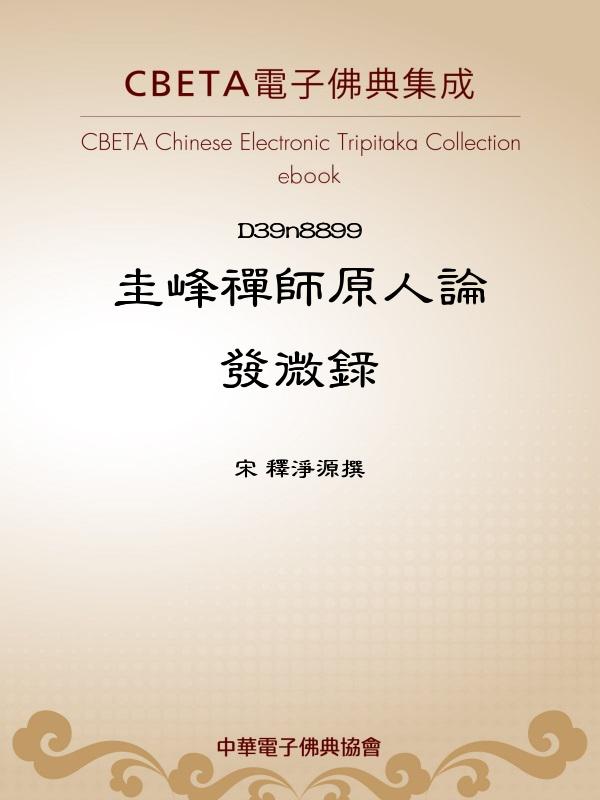 CBETA電子佛典集成
CBETA Chinese Electronic Tripitaka Collection
ebook
D39n8899
圭峰禪師原人論
發微錄
宋 釋淨源撰
中華電子佛典協會